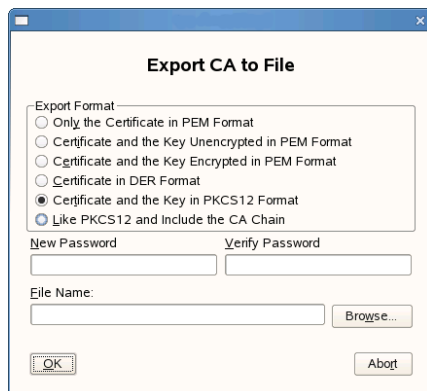 Export CA to File
Export Format
Only the Certificate in PEM Format
Certificate and the Key Unencrypted in PEM Format
Certificate and the Key Encrypted in PEM Format
Certificate in DER Format
Certificate and the Key in PKCS12 Format
Like PKCS12 and Include the CA Chain
New Password Verify Password
File Name:
Browse...
OK Abort